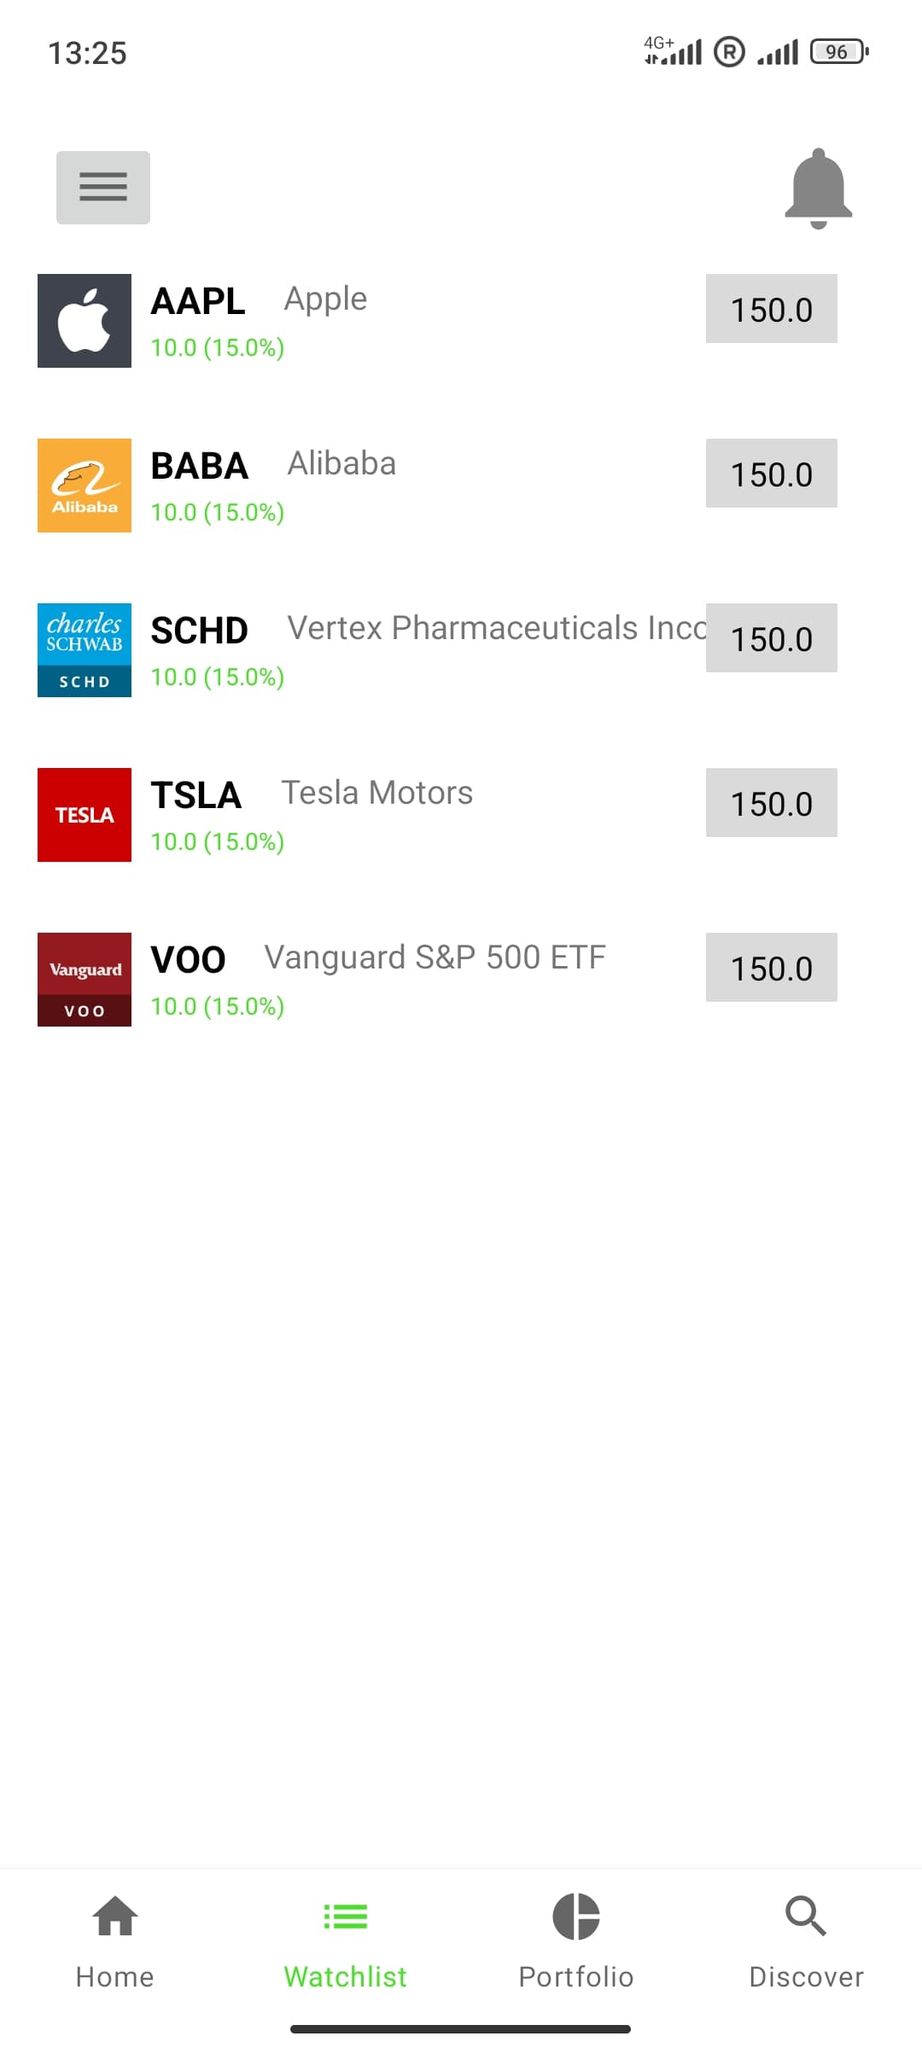 13:25 4G+ R 96
AAPL Apple 150.0
10.0 (15.0%)
Alibaba
BABA Alibaba 150.0
10.0 (15.0%)
charles
SCHWAB
SCHD
SCHD Vertex Pharmaceuticals Inco 150.0
10.0 (15.0%)
TESLA
TSLA Tesla Motors 150.0
10.0 (15.0%)
Vanguard
VOO
VOO Vanguard S&P 500 ETF 150.0
10.0 (15.0%)
Home Watchlist Portfolio Discover